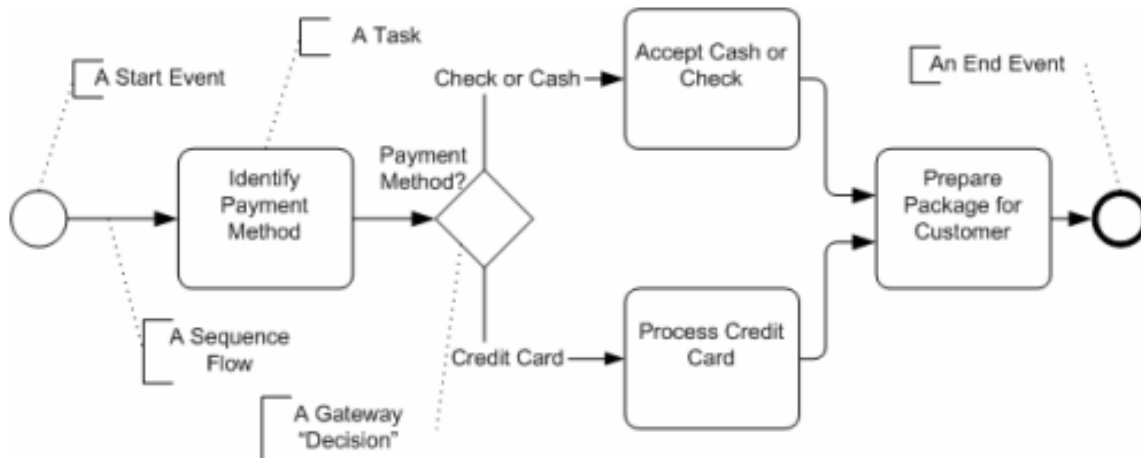 A Start Event
A Task
Check or Cash
Accept Cash or
Check
An End Event
Identify
Payment
Method
Payment
Method?
Prepare
Package for
Customer
A Sequence
Flow
Credit Card
Process Credit
Card
A Gateway
“Decision”